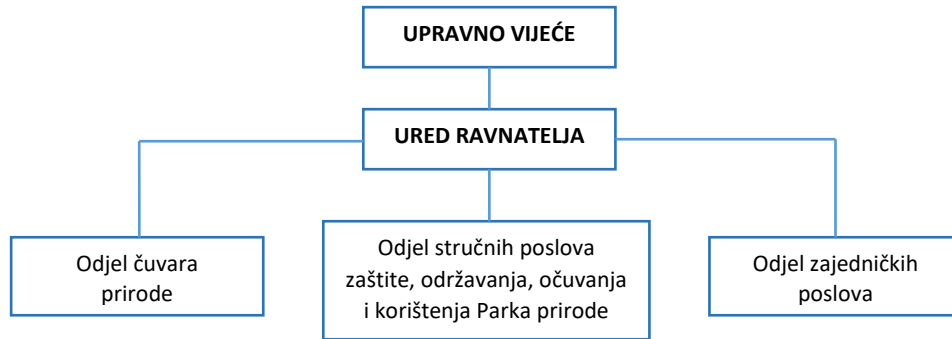 UPRAVNO VIJEĆE
URED RAVNATELJA
Odjel čuvara
prirode
Odjel stručnih poslova
zaštite, održavanja, očuvanja
i korištenja Parka prirode
Odjel zajedničkih
poslova